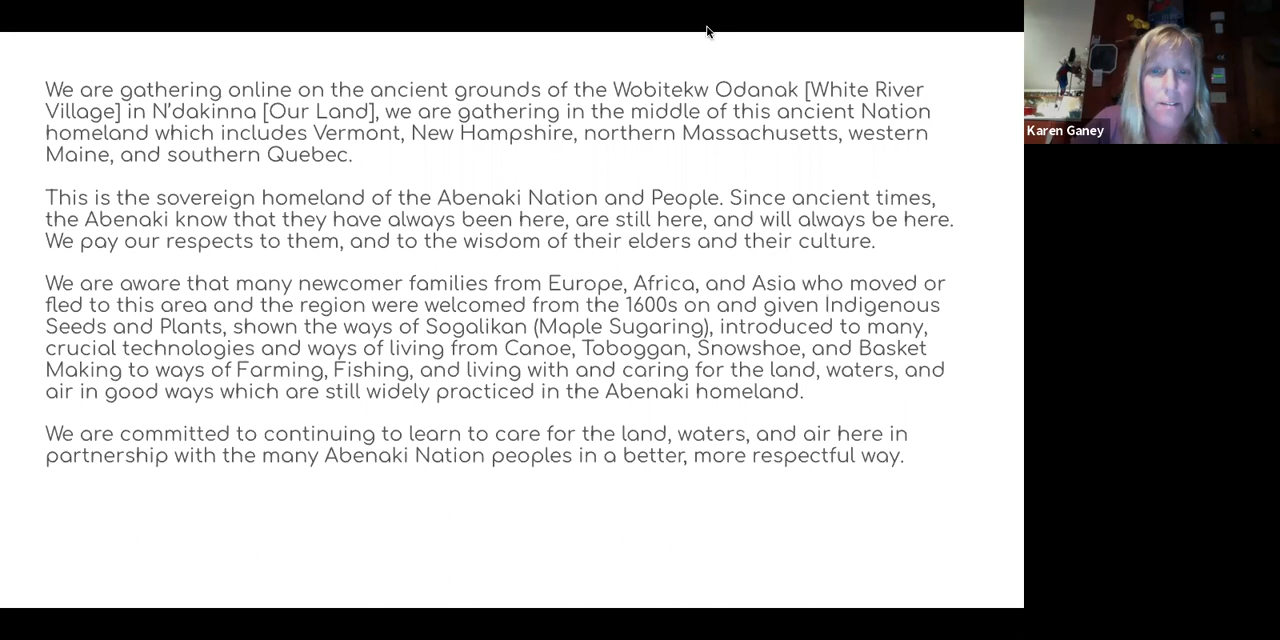 We are gathering online on the ancient grounds of the Wobitekw Odanak [White River
Village] in N'dakinna [Our Land], we are gathering in the middle of this ancient Nation
homeland which includes Vermont, New Hampshire, northern Massachusetts, western
Maine, and southern Quebec.
This is the sovereign homeland of the Abenaki Nation and People. Since ancient times,
the Abenaki know that they have always been here, are still here, and will always be here.
We pay our respects to them, and to the wisdom of their elders and their culture.
We are aware that many newcomer families from Europe, Africa, and Asia who moved or
fled to this area and the region were welcomed from the 1600s on and given Indigenous
Seeds and Plants, shown the ways of Sogalikan (Maple Sugaring), introduced to many,
crucial technologies and ways of living from Canoe, Toboggan, Snowshoe, and Basket
Making to ways of Farming, Fishing, and living with and caring for the land, waters, and
air in good ways which are still widely practiced in the Abenaki homeland.
We are committed to continuing to learn to care for the land, waters, and air here in
partnership with the many Abenaki Nation peoples in a better, more respectful way.
Karen Ganey